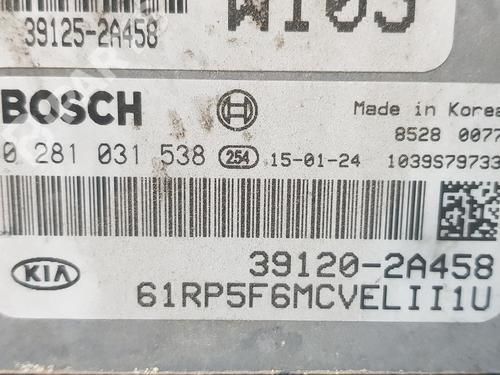 39125-2A458
BOSCH
Made in Korea
8528 0077
0 281 031 538 254 15-01-24 1039S79733
KIA
39120-2A458
61RP5F6MCVELII1U